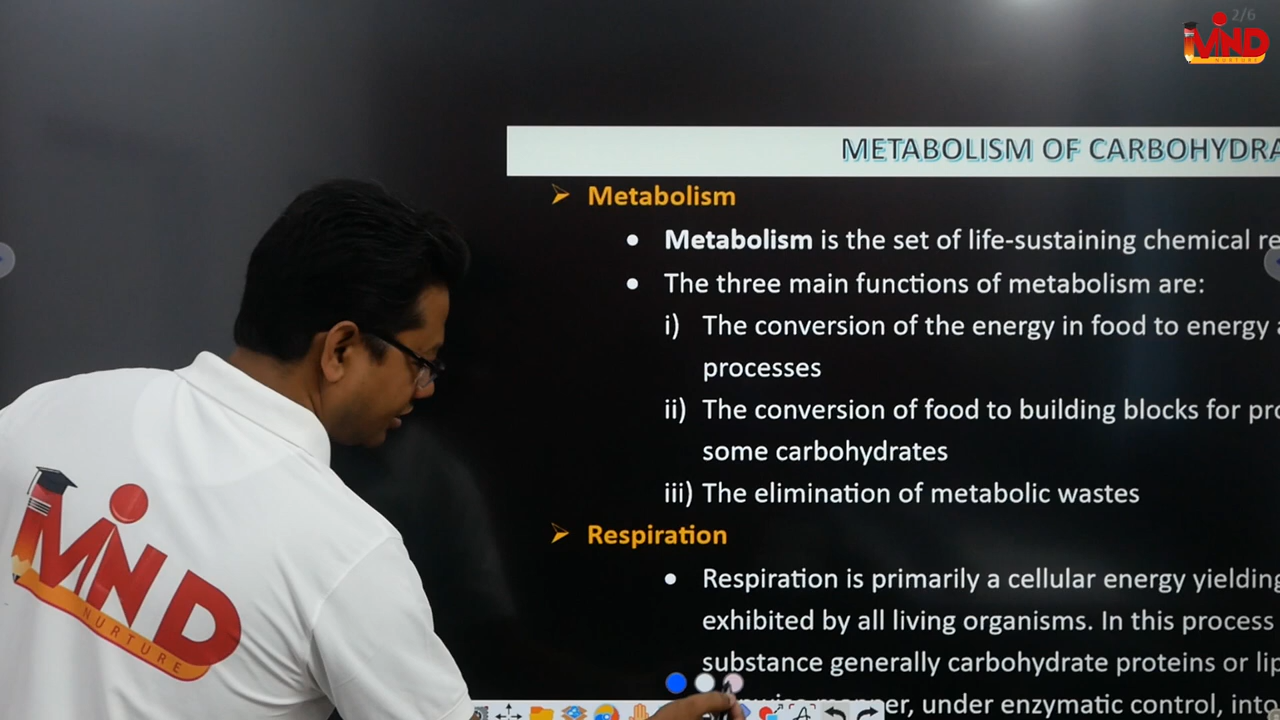 2/6
MIND
NURTURE
METABOLISM OF CARBOHYDRA
Metabolism
Metabolism is the set of life-sustaining chemical re
The three main functions of metabolism are:
i) The conversion of the energy in food to energy
processes
ii) The conversion of food to building blocks for pro
some carbohydrates
iii) The elimination of metabolic wastes
Respiration
Respiration is primarily a cellular energy yielding
exhibited by all living organisms. In this process
substance generally carbohydrate proteins or lip
manner, under enzymatic control, into
MIND
NURTURE